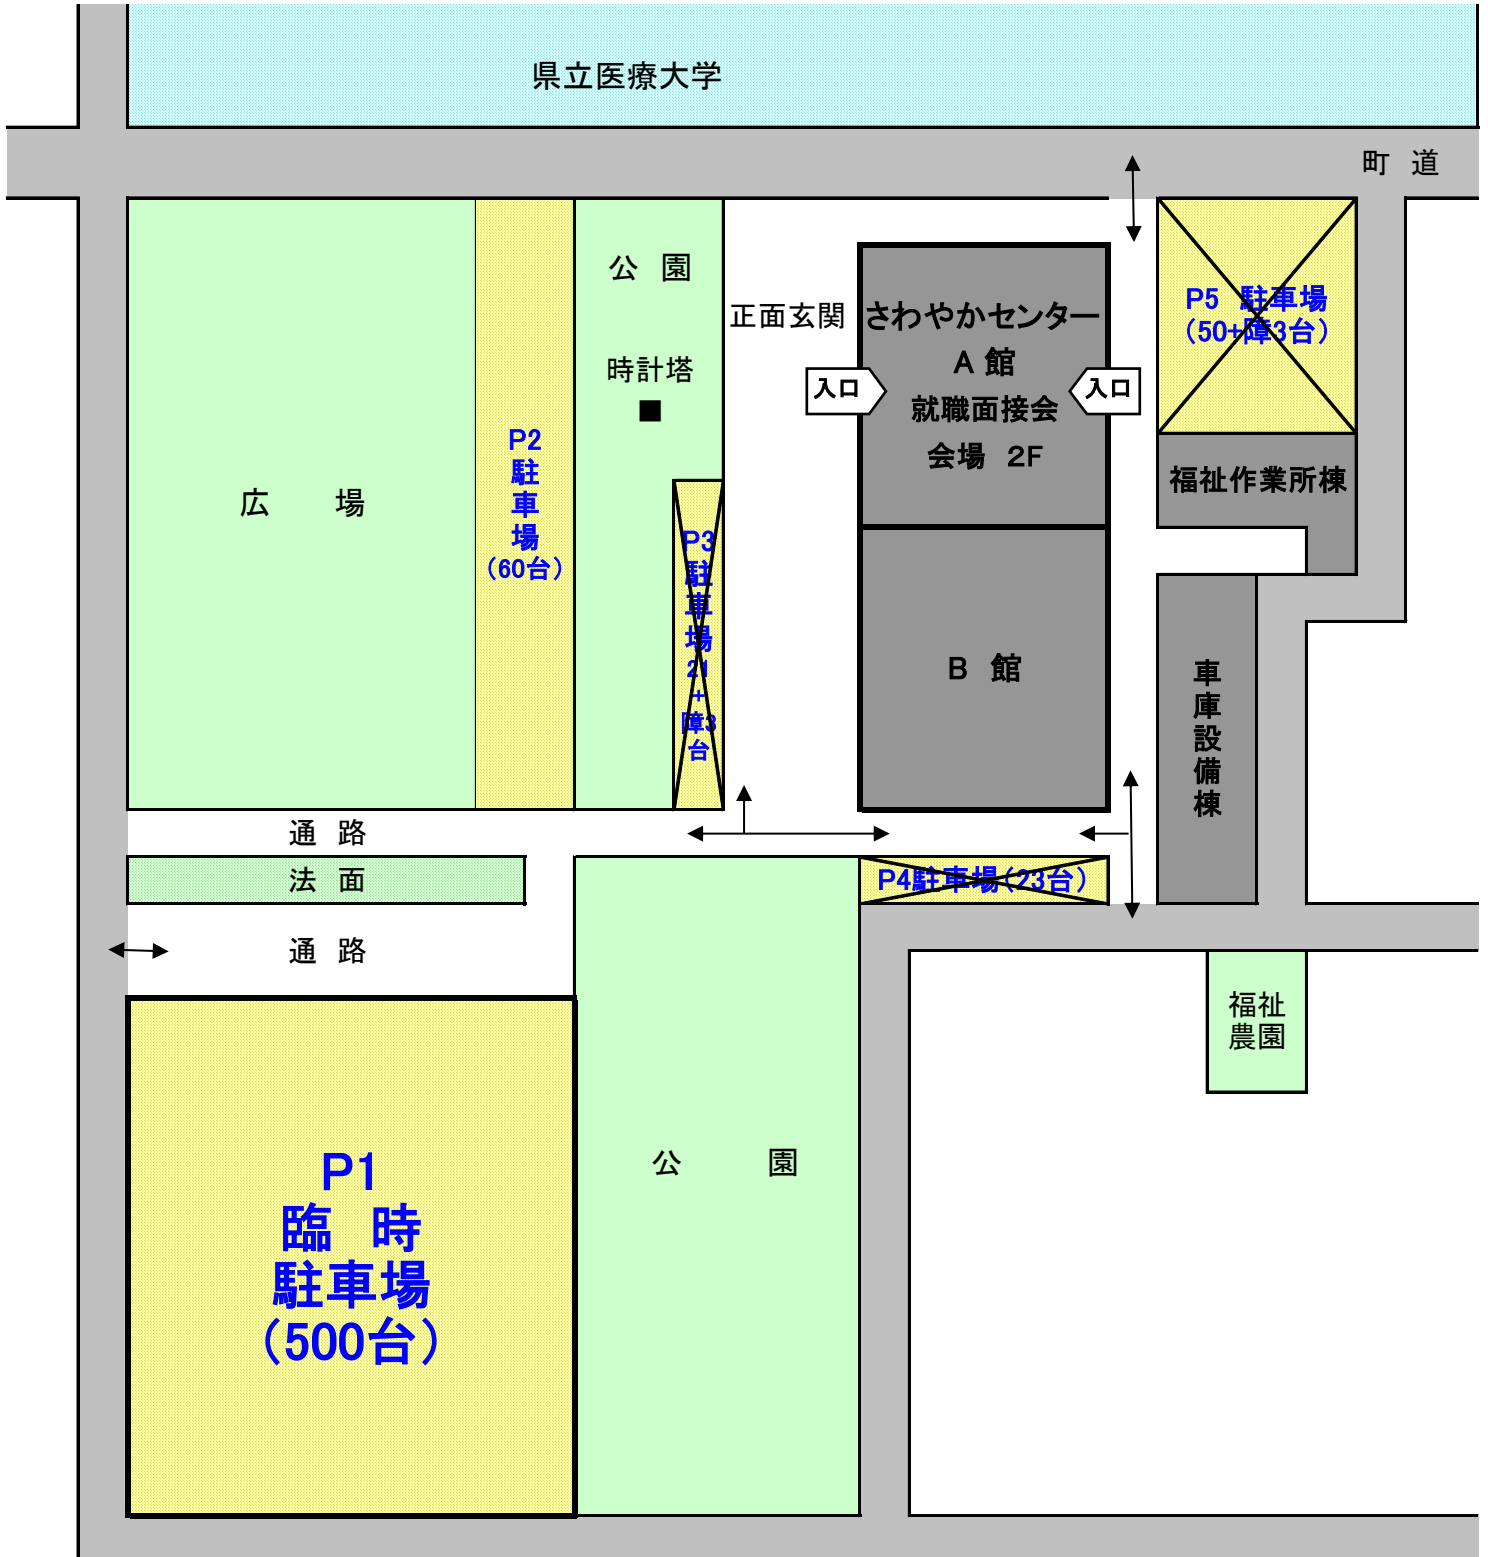 県立医療大学
町 道
公 園
正面玄関
さわやかセンター
A 館
就職面接会
会場 2F
入口
入口
P5 駐車場
(50+障3台)
時計塔
P2
駐
車
場
(60台)
広 場
福祉作業所棟
P3
駐
車
場
21
+
障3
台
B 館
車
庫
設
備
棟
通 路
法 面
P4駐車場(23台)
通 路
福祉
農園
P1
臨 時
駐車場
(500台)
公 園